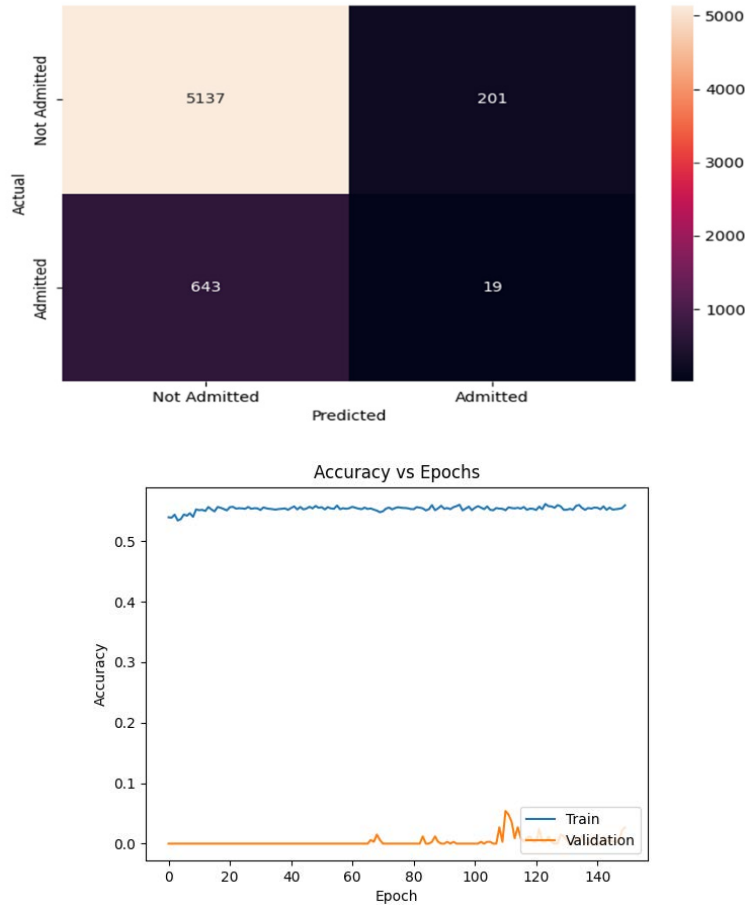 5137 201
643 19
Not Admitted
Admitted
Actual
Not Admitted Admitted
Predicted
5000
4000
3000
2000
1000
Accuracy vs Epochs
0.5
0.4
0.3
0.2
0.1
0.0
Accuracy
Train
Validation
0 20 40 60 80 100 120 140
Epoch